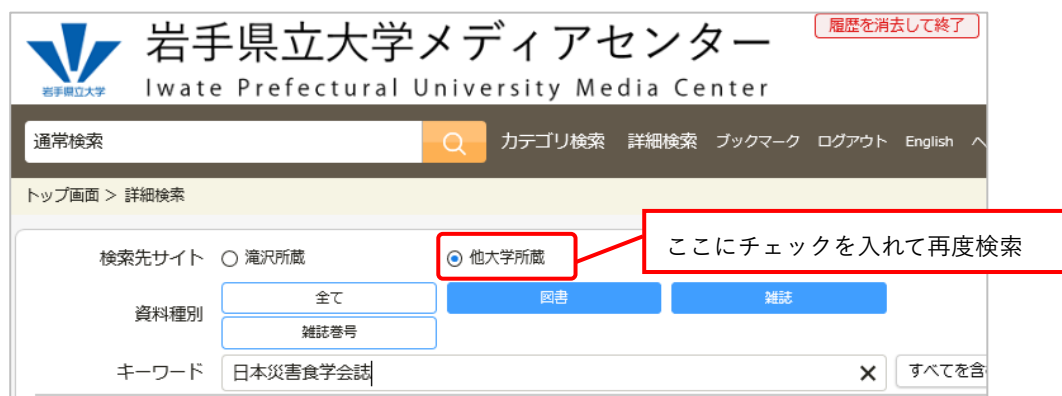 岩手県立大学メディアセンター
履歴を消去して終了
岩手県立大学
Iwate Prefectural University Media Center
通常検索
カテゴリ検索 詳細検索 ブックマーク ログアウト English ヘ
トップ画面 > 詳細検索
検索先サイト 滝沢所蔵 他大学所蔵
ここにチェックを入れて再度検索
資料種別 全て 図書 雑誌
雑誌巻号
キーワード 日本災害食学会誌 すべてを含